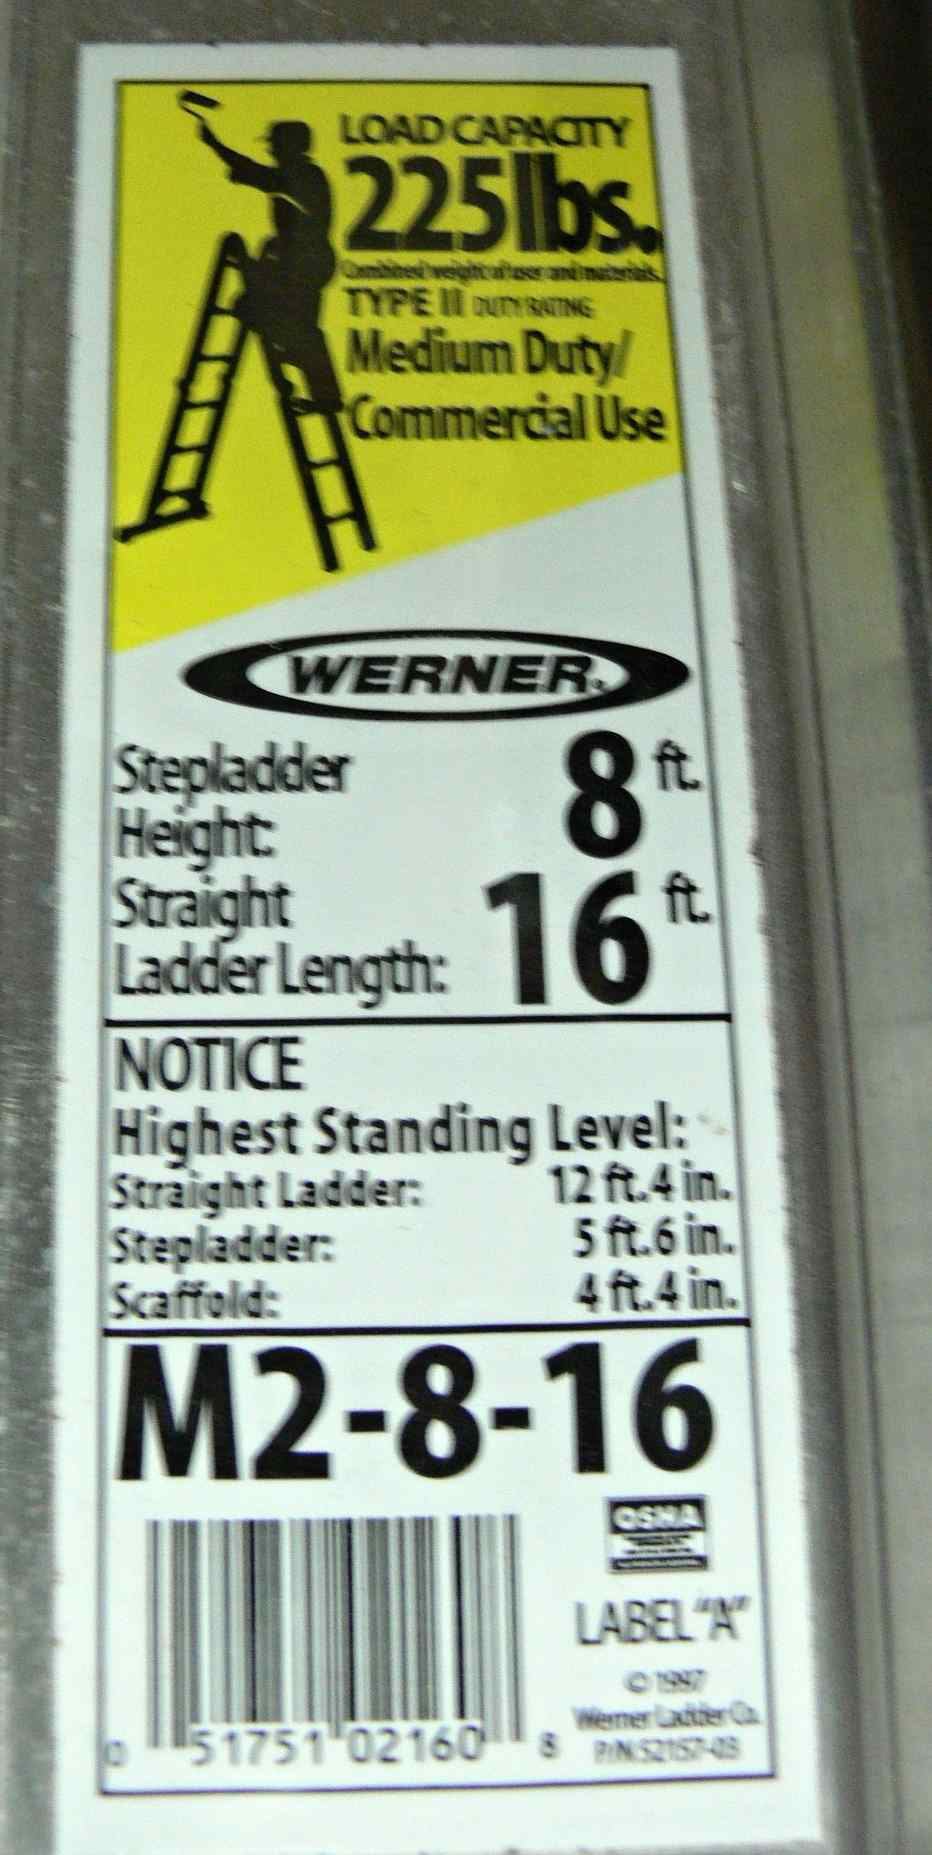 LOAD CAPACITY
225 lbs.
Combined weight of user and materials.
TYPE II DUTY RATING
Medium Duty/
Commercial Use
WERNER®
Stepladder
Height: 8 ft.
Straight
Ladder Length: 16 ft.
NOTICE
Highest Standing Level:
Straight Ladder: 12 ft. 4 in.
Stepladder: 5 ft. 6 in.
Scaffold: 4 ft. 4 in.
M2-8-16
OSHA
LABEL "A"
© 1997
Werner Ladder Co.
P/N 52157-03
0 51751 02160 8